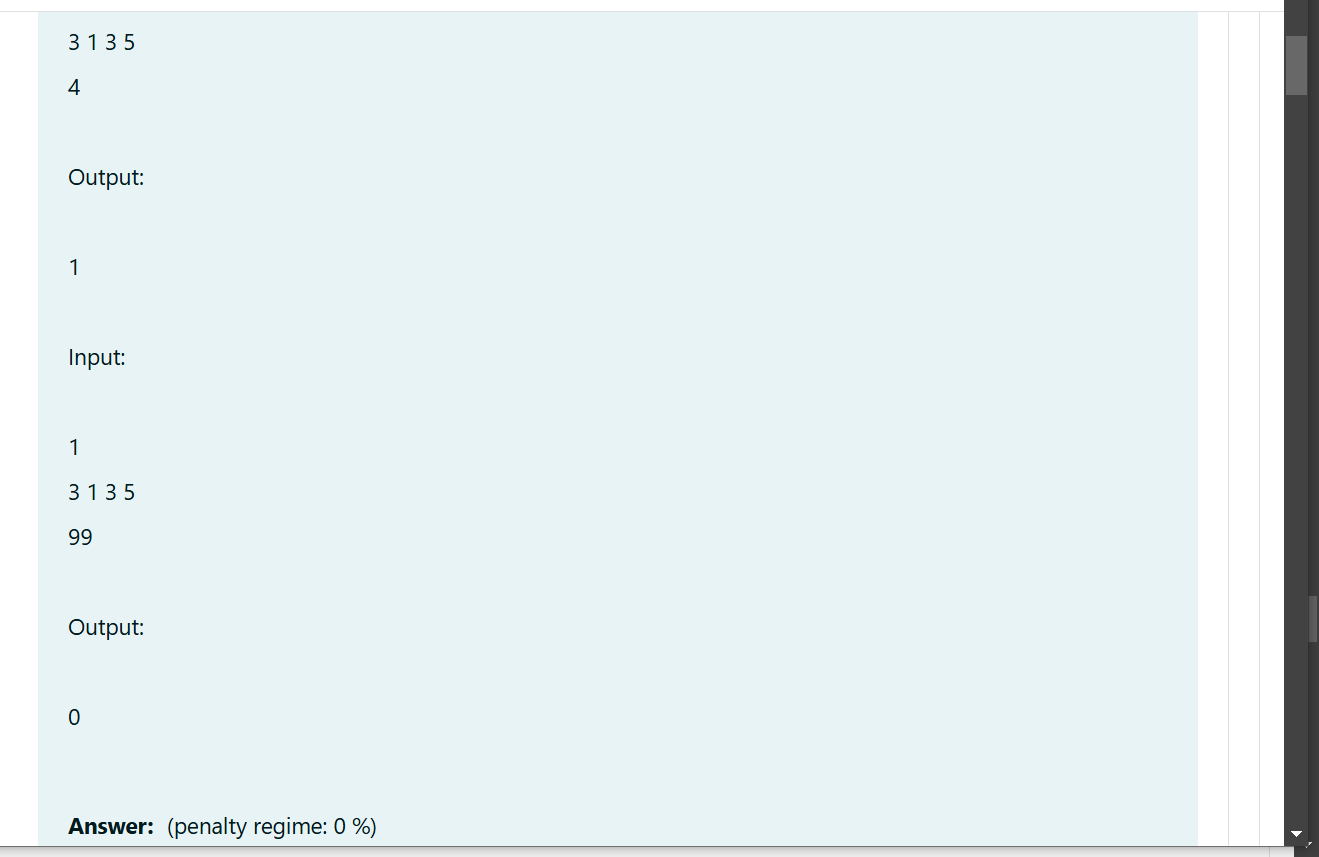 3 1 3 5
4
Output:
1
Input:
1
3 1 3 5
99
Output:
0
Answer: (penalty regime: 0 %)